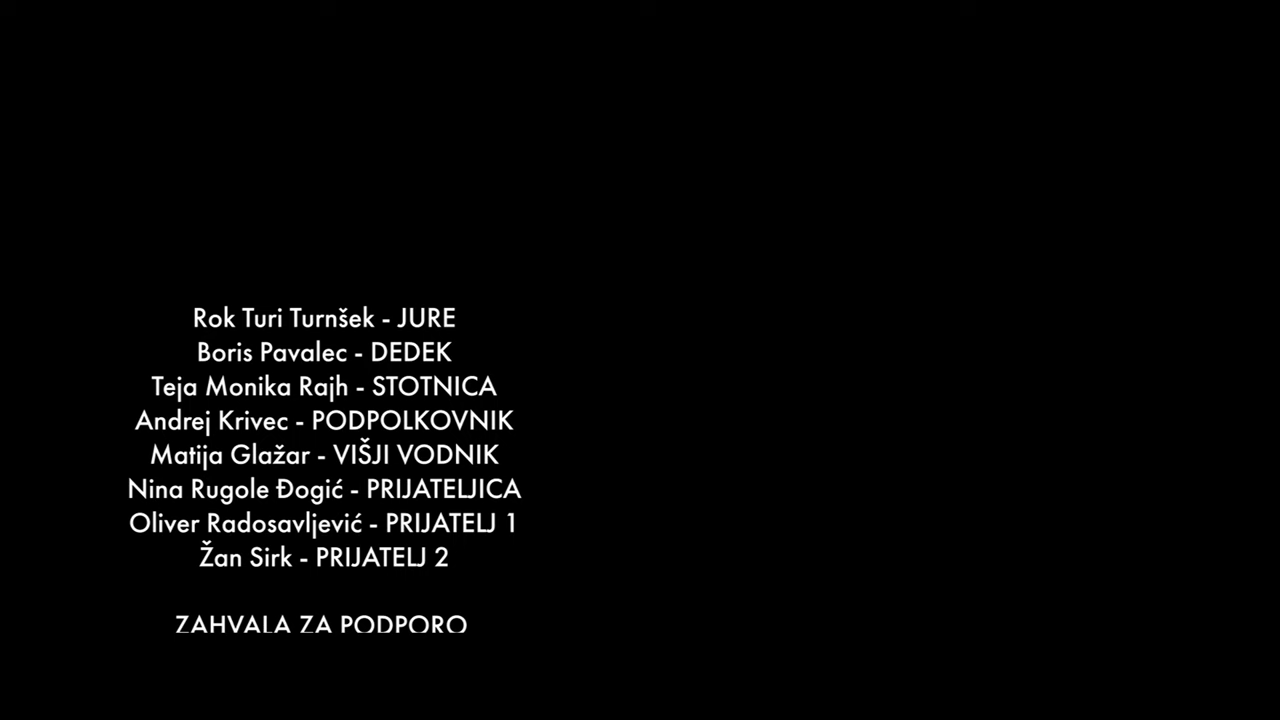 Rok Turi Turnšek - JURE
Boris Pavalec - DEDEK
Teja Monika Rajh - STOTNICA
Andrej Krivec - PODPOLKOVNIK
Matija Glažar - VIŠJI VODNIK
Nina Rugole Đogić - PRIJATELJICA
Oliver Radosavljević - PRIJATELJ 1
Žan Sirk - PRIJATELJ 2
ZAHVALA ZA PODPORO